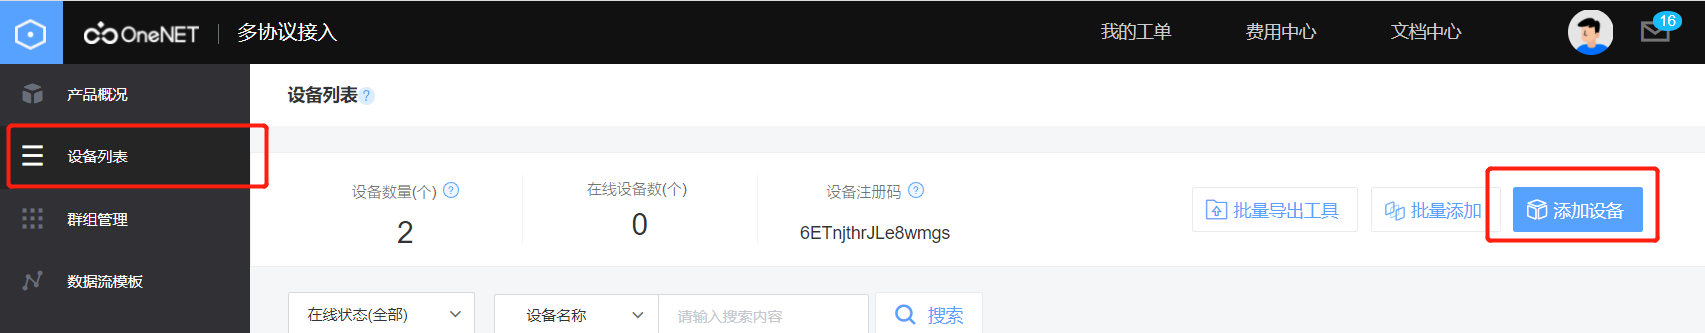 OneNET 多协议接入 我的工单 费用中心 文档中心 16
产品概况
设备列表
群组管理
数据流模板
设备列表?
设备数量(个) ?
2
在线设备数(个)
0
设备注册码 ?
6ETnjthrJLe8wmgs
批量导出工具 批量添加 添加设备
在线状态(全部) 设备名称 请输入搜索内容 搜索